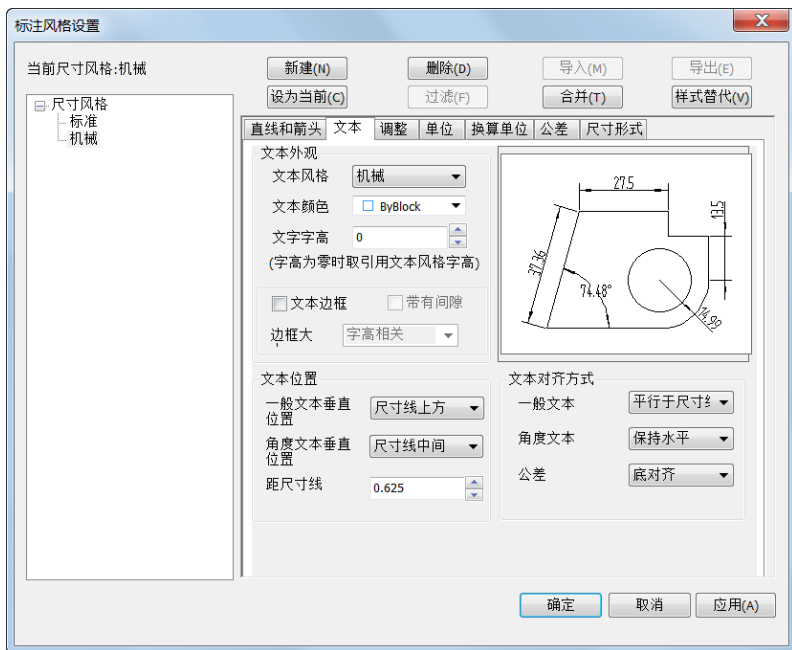 标注风格设置
当前尺寸风格:机械
新建(N)
删除(D)
导入(M)
导出(E)
设为当前(C)
过滤(F)
合并(T)
样式替代(V)
尺寸风格
标准
机械
直线和箭头
文本
调整
单位
换算单位
公差
尺寸形式
文本外观
文本风格
机械
文本颜色
ByBlock
文字字高
0
(字高为零时取引用文本风格字高)
文本边框
带有间隙
边框大
字高相关
27.5
13.5
37.36
74.48°
14.99
文本位置
一般文本垂直
位置
尺寸线上方
角度文本垂直
位置
尺寸线中间
距尺寸线
0.625
文本对齐方式
一般文本
平行于尺寸
角度文本
保持水平
公差
底对齐
确定
取消
应用(A)